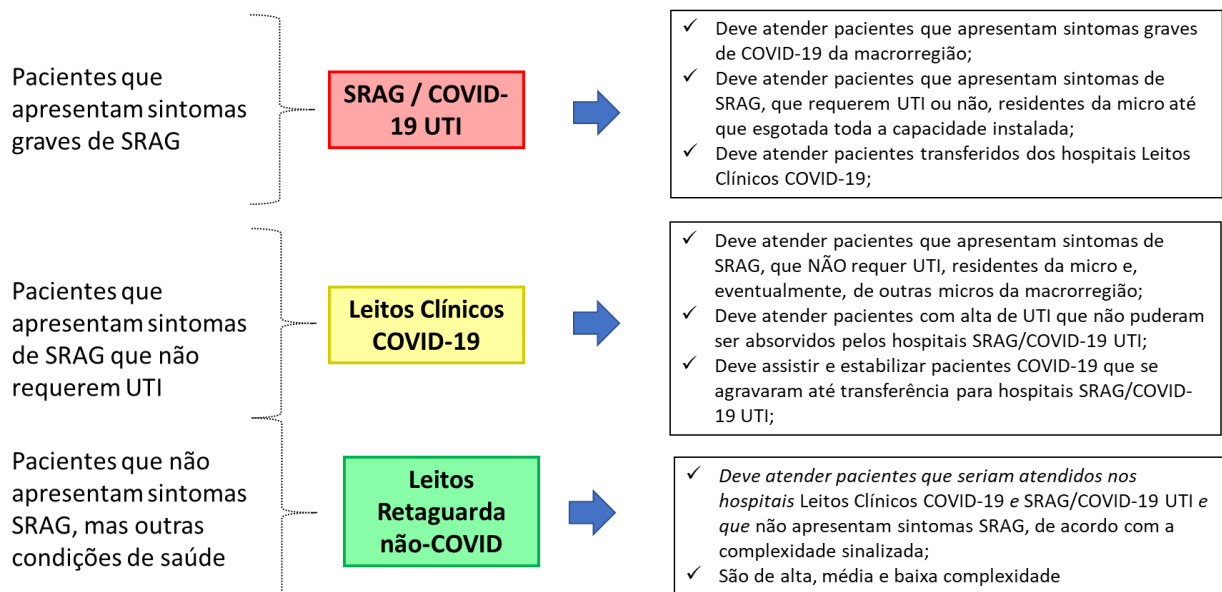 Pacientes que
apresentam sintomas
graves de SRAG
SRAG / COVID-
19 UTI
✓ Deve atender pacientes que apresentam sintomas graves
de COVID-19 da macrorregião;
✓ Deve atender pacientes que apresentam sintomas de
SRAG, que requerem UTI ou não, residentes da micro até
que esgotada toda a capacidade instalada;
✓ Deve atender pacientes transferidos dos hospitais Leitos
Clínicos COVID-19;
Pacientes que
apresentam sintomas
de SRAG que não
requerem UTI
Leitos Clínicos
COVID-19
✓ Deve atender pacientes que apresentam sintomas de
SRAG, que NÃO requer UTI, residentes da micro e,
eventualmente, de outras micros da macrorregião;
✓ Deve atender pacientes com alta de UTI que não puderam
ser absorvidos pelos hospitais SRAG/COVID-19 UTI;
✓ Deve assistir e estabilizar pacientes COVID-19 que se
agravaram até transferência para hospitais SRAG/COVID-
19 UTI;
Pacientes que não
apresentam sintomas
SRAG, mas outras
condições de saúde
Leitos
Retaguarda
não-COVID
✓ Deve atender pacientes que seriam atendidos nos
hospitais Leitos Clínicos COVID-19 e SRAG/COVID-19 UTI e
que não apresentam sintomas SRAG, de acordo com a
complexidade sinalizada;
✓ São de alta, média e baixa complexidade